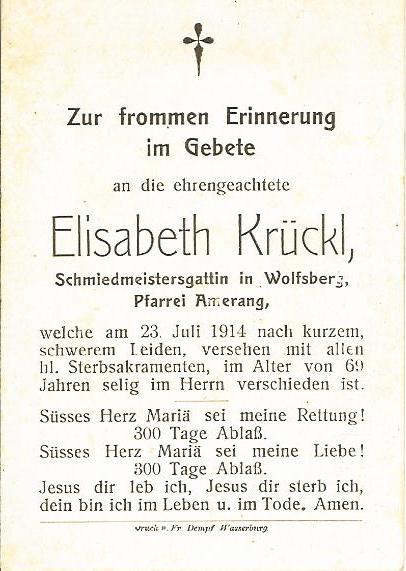 Zur frommen Erinnerung
im Gebete
an die ehrengeachtete
Elisabeth Krückl,
Schmiedmeistersgattin in Wolfsberg,
Pfarrei Amerang,
welche am 23. Juli 1914 nach kurzem,
schwerem Leiden, versehen mit allen
hl. Sterbsakramenten, im Alter von 69
Jahren selig im Herrn verschieden ist.
Süsses Herz Mariä sei meine Rettung!
300 Tage Ablaß.
Süsses Herz Mariä sei meine Liebe!
300 Tage Ablaß.
Jesus dir leb ich, Jesus dir sterb ich,
dein bin ich im Leben u. im Tode. Amen.
Druck v. Fr. Dempf Wasserburg.